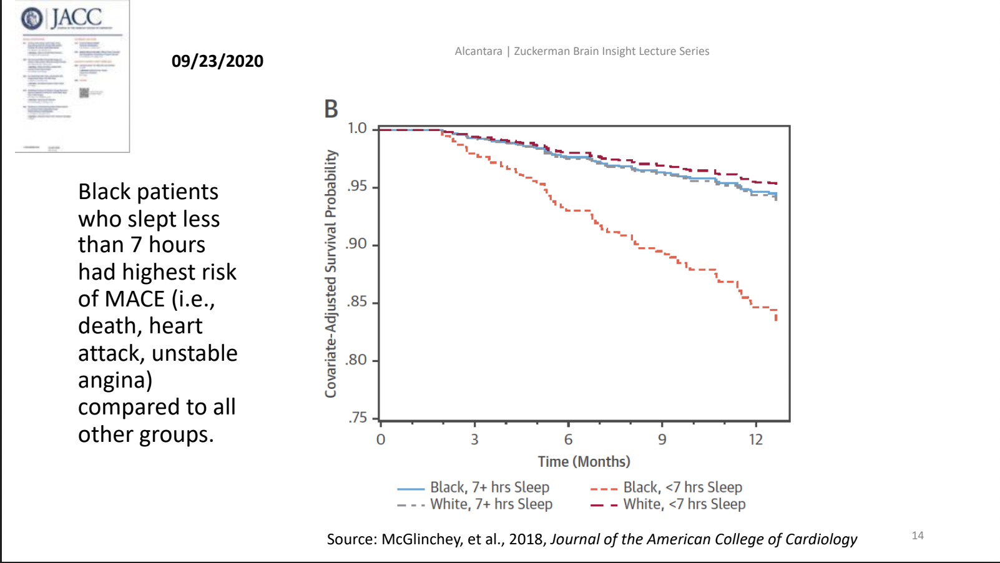 JACC
09/23/2020
Alcantara | Zuckerman Brain Insight Lecture Series
Black patients
who slept less
than 7 hours
had highest risk
of MACE (i.e.,
death, heart
attack, unstable
angina)
compared to all
other groups.
B
Covariate-Adjusted Survival Probability
1.0
.95
.90
.85
.80
.75
0 3 6 9 12
Time (Months)
Black, 7+ hrs Sleep Black, <7 hrs Sleep
White, 7+ hrs Sleep White, <7 hrs Sleep
Source: McGlinchey, et al., 2018, Journal of the American College of Cardiology
14